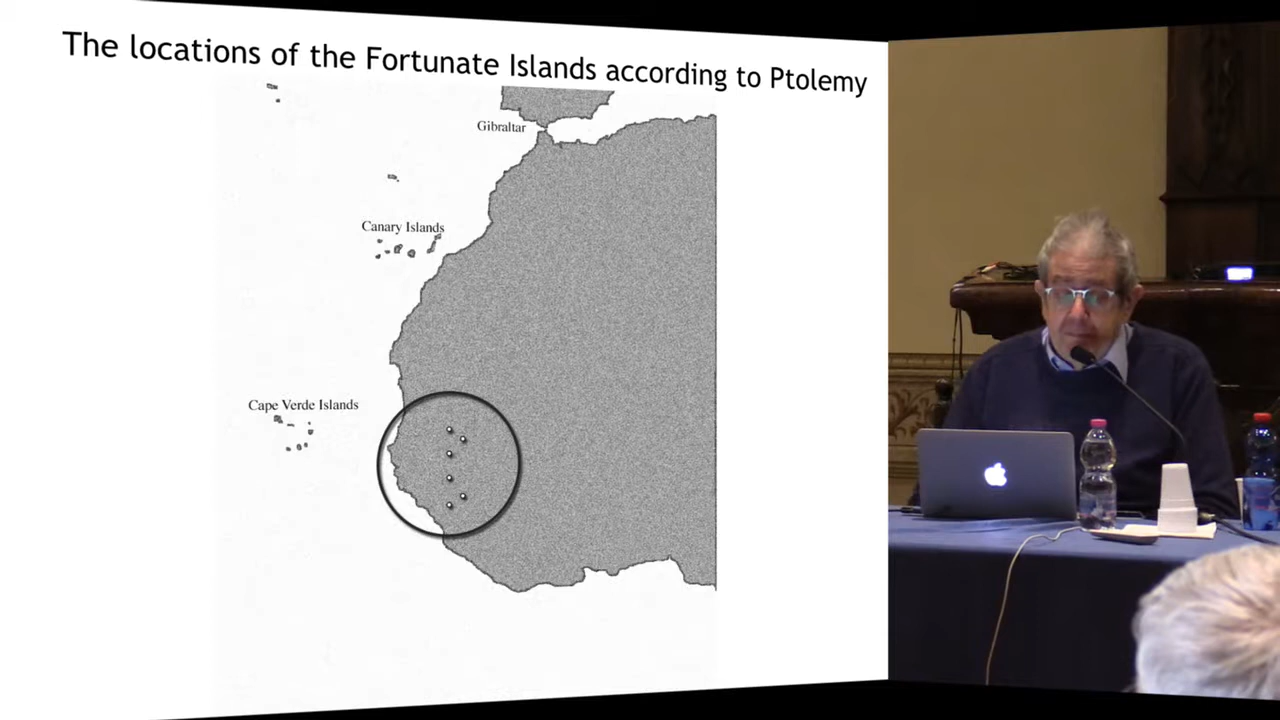 The locations of the Fortunate Islands according to Ptolemy
Gibraltar
Canary Islands
Cape Verde Islands